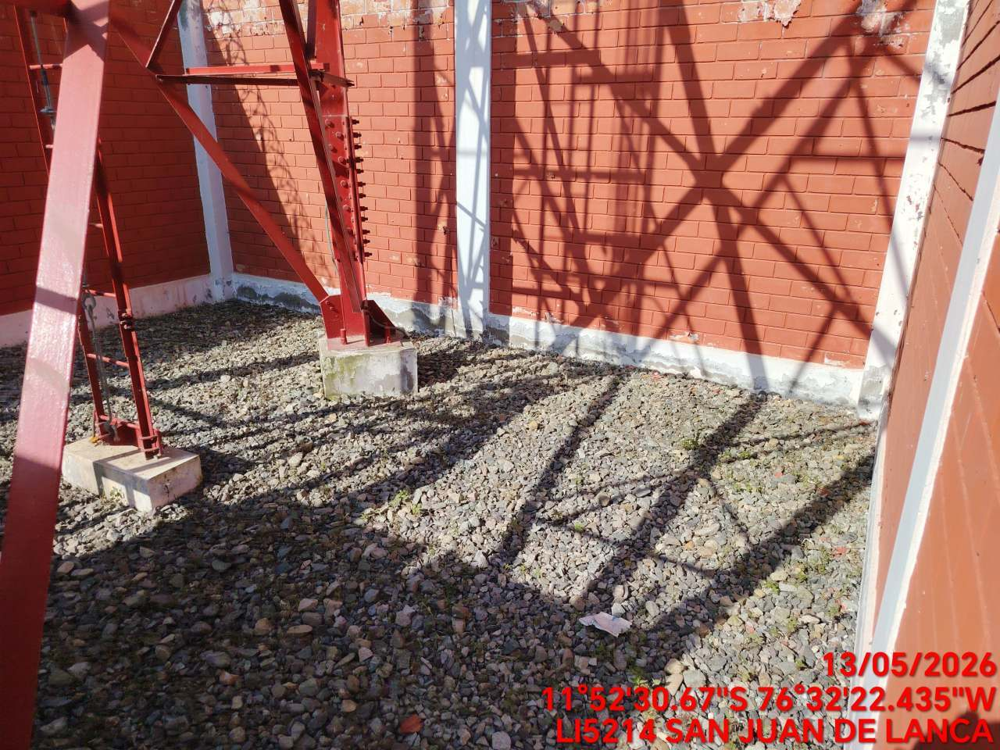 13/05/2026
11°52'30.67"S 76°32'22.435"W
LI5214 SAN JUAN DE LANCA